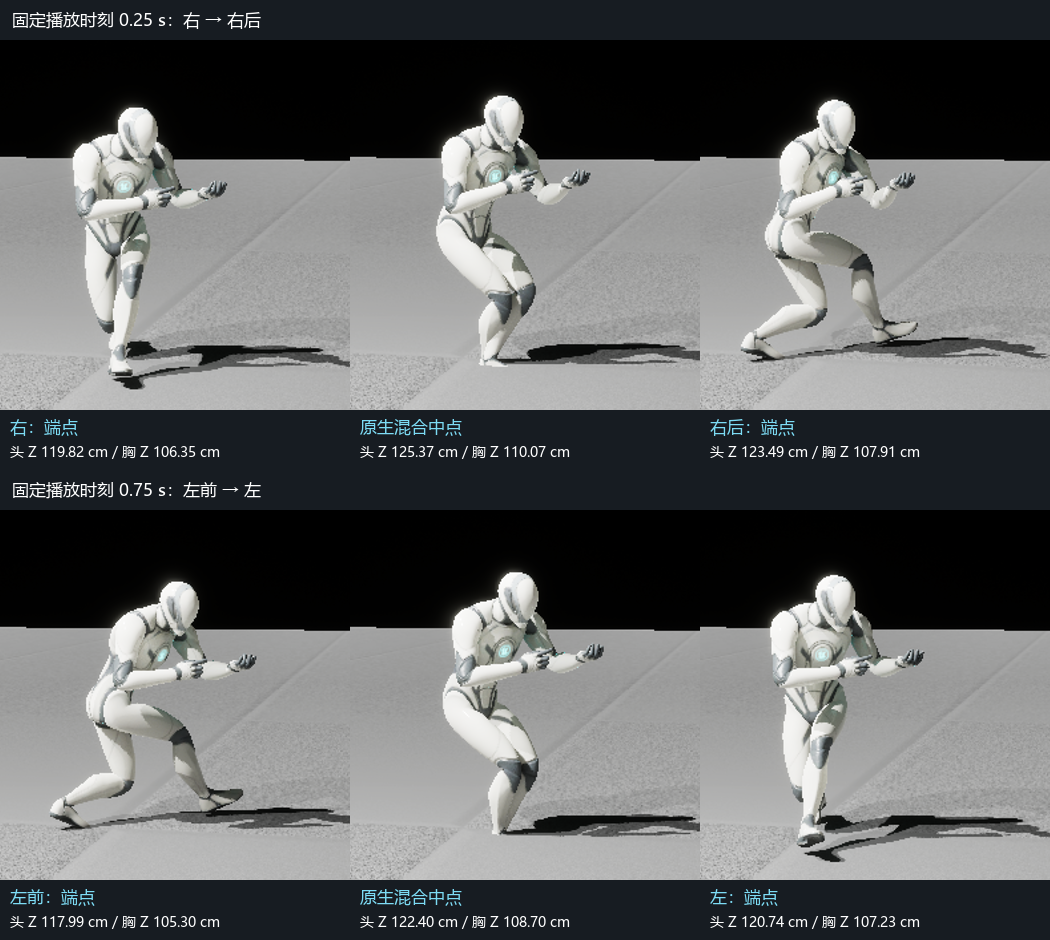 固定播放时刻 0.25 s：右 → 右后
右：端点
原生混合中点
右后：端点
头 Z 119.82 cm / 胸 Z 106.35 cm
头 Z 125.37 cm / 胸 Z 110.07 cm
头 Z 123.49 cm / 胸 Z 107.91 cm
固定播放时刻 0.75 s：左前 → 左
左前：端点
原生混合中点
左：端点
头 Z 117.99 cm / 胸 Z 105.30 cm
头 Z 122.40 cm / 胸 Z 108.70 cm
头 Z 120.74 cm / 胸 Z 107.23 cm